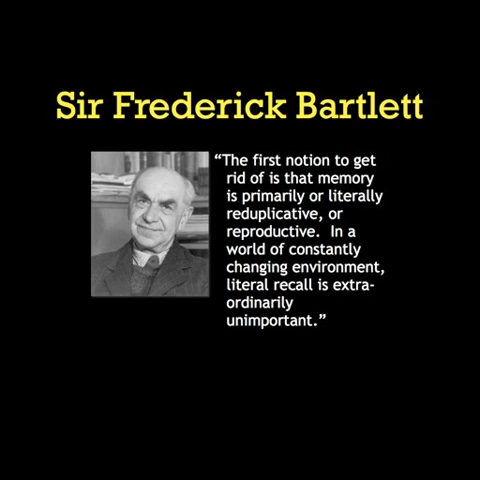 Sir Frederick Bartlett
“The first notion to get
rid of is that memory
is primarily or literally
reduplicative, or
reproductive.  In a
world of constantly
changing environment,
literal recall is extra-
ordinarily
unimportant.”